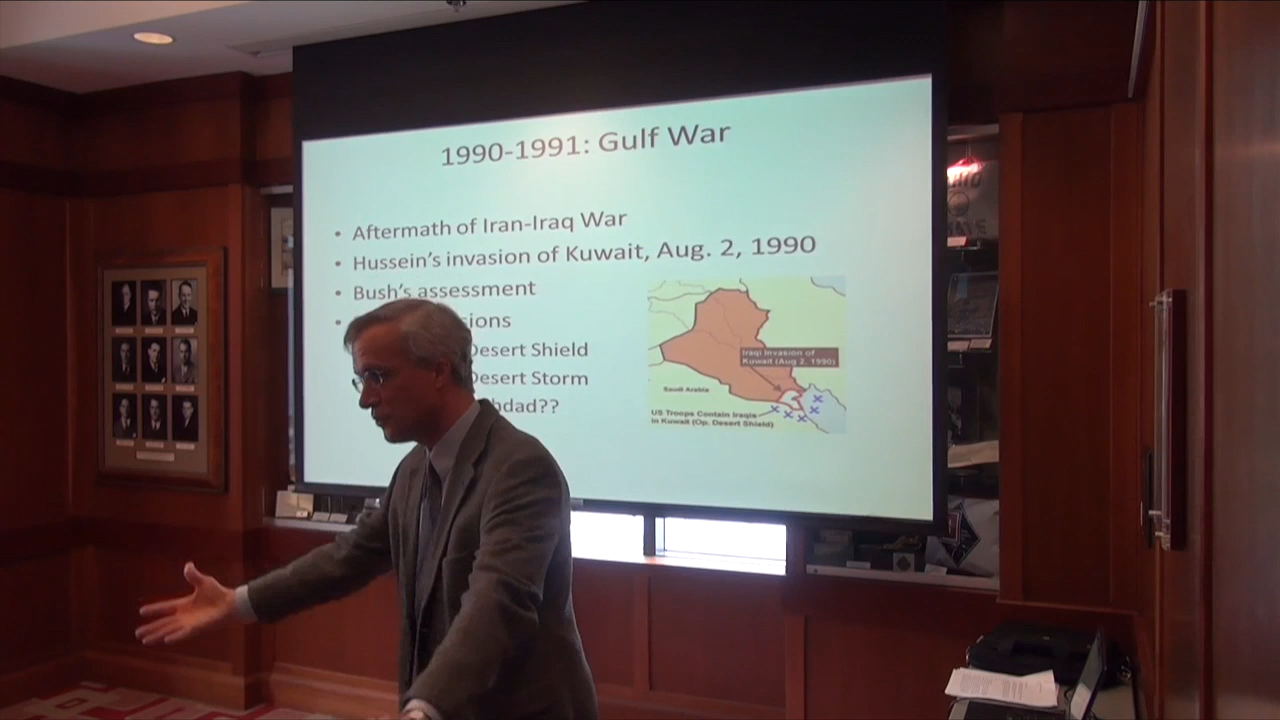 1990-1991: Gulf War
• Aftermath of Iran-Iraq War
• Hussein's invasion of Kuwait, Aug. 2, 1990
• Bush's assessment
•
Desert Shield
Desert Storm
Iraqi Invasion of
Kuwait (Aug 2, 1990)
Saudi Arabia
US Troops Contain Iraqis
in Kuwait (Op. Desert Shield)